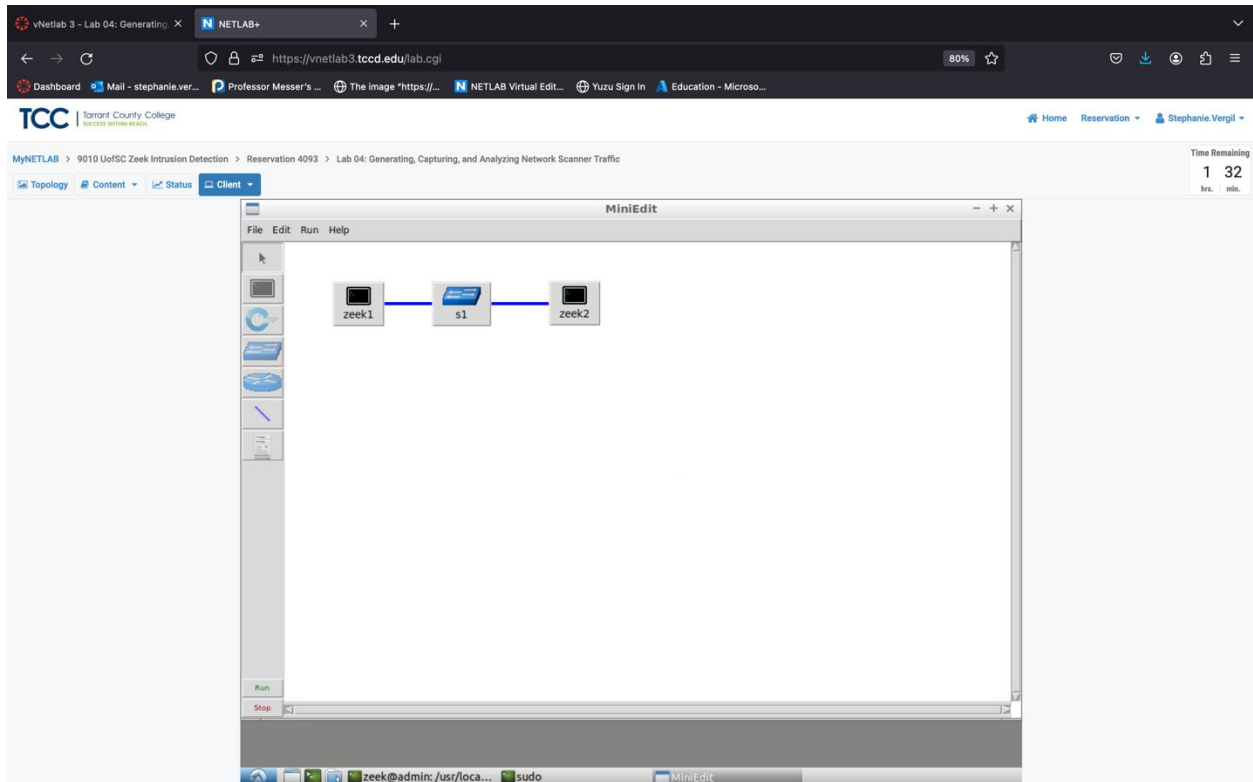 vNetlab 3 - Lab 04: Generating,
NETLAB+
https://vnetlab3.tccd.edu/lab.cgi
80%
Dashboard
Mail - stephanie.ver...
Professor Messer's ...
The image "https://...
NETLAB Virtual Edit...
Yuzu Sign In
Education - Microso...
TCC Tarrant County College
SUCCESS WITHIN REACH.
Home
Reservation
Stephanie.Vergil
MyNETLAB > 9010 UofSC Zeek Intrusion Detection > Reservation 4093 > Lab 04: Generating, Capturing, and Analyzing Network Scanner Traffic
Time Remaining
1 32
hrs. min.
Topology
Content
Status
Client
MiniEdit
File Edit Run Help
zeek1
s1
zeek2
Run
Stop
zeek@admin: /usr/loca...
sudo
MiniEdit